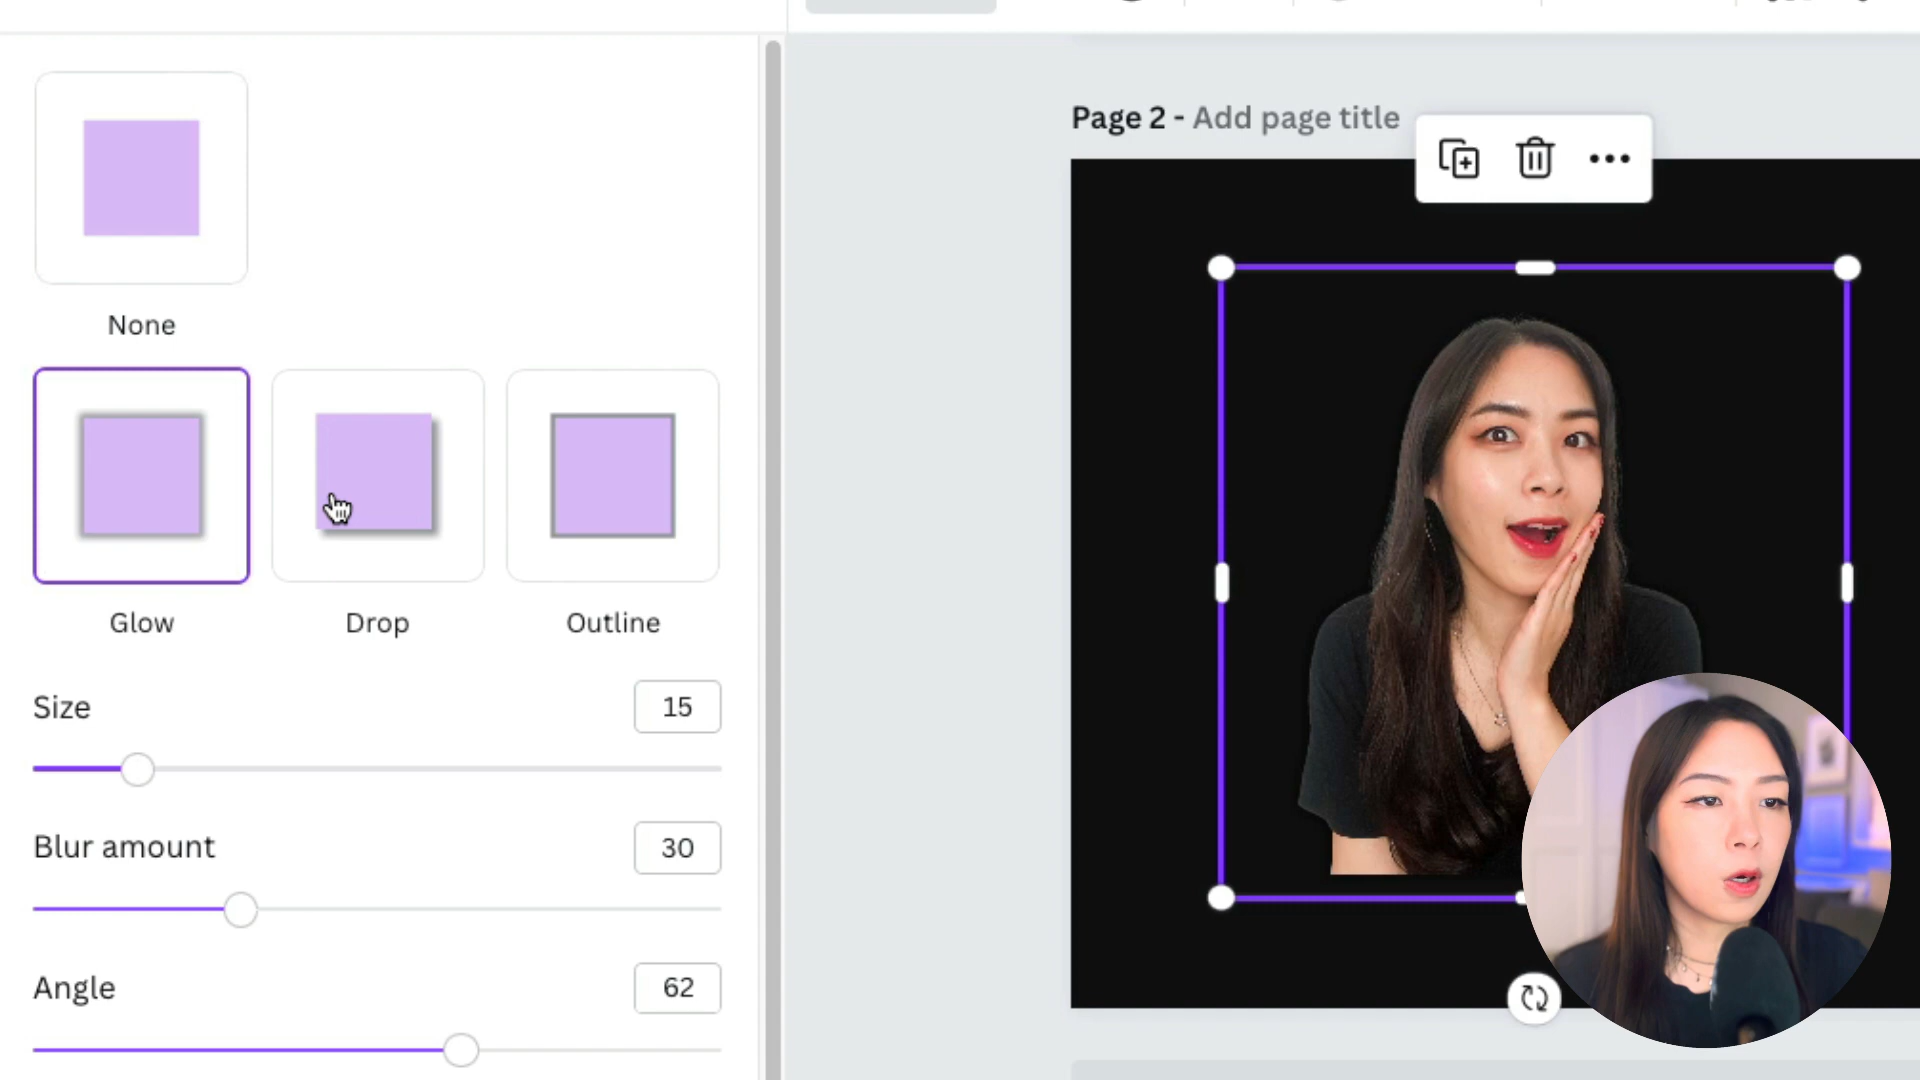 Page 2 - Add page title
None
Glow
Drop
Outline
Size
15
Blur amount
30
Angle
62